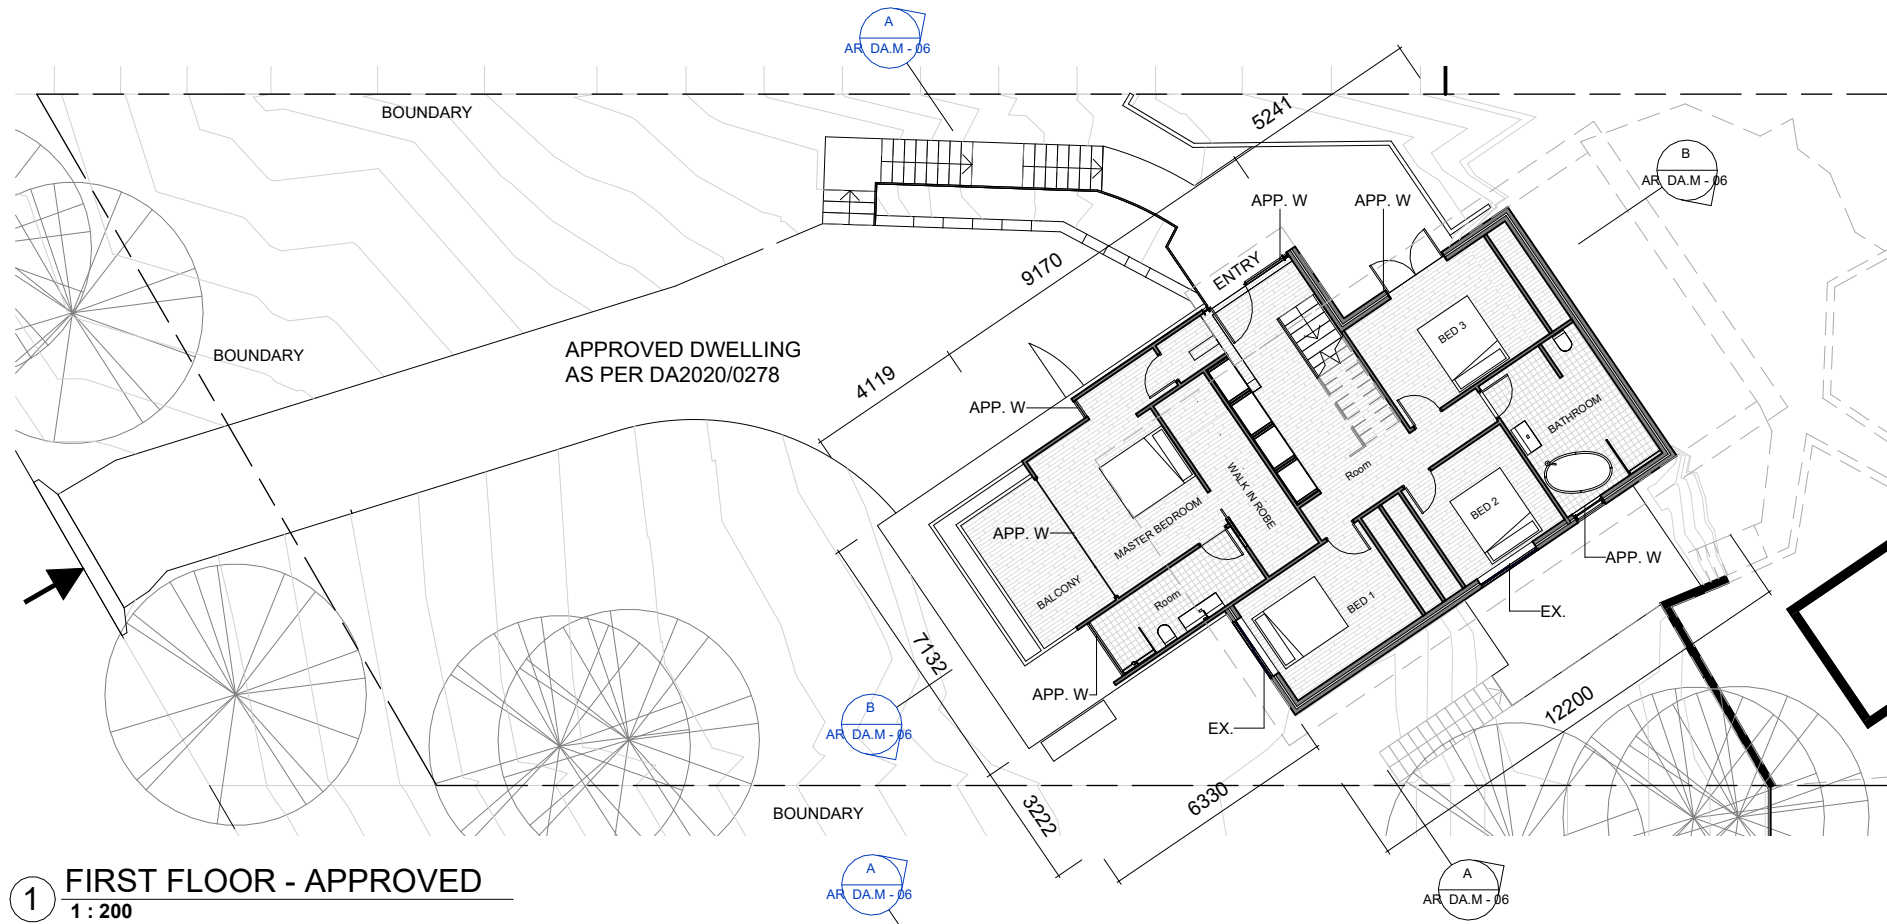 A
AR DA.M - 06
BOUNDARY
5241
B
AR DA.M - 06
APP. W
APP. W
9170
ENTRY
BOUNDARY
APPROVED DWELLING
AS PER DA2020/0278
4119
BED 3
APP. W
BATHROOM
Room
WALK IN ROBE
MASTER BEDROOM
BED 2
APP. W
APP. W
BALCONY
Room
BED 1
EX.
7132
APP. W
B
AR DA.M - 06
EX.
12200
3222
6330
BOUNDARY
A
AR DA.M - 06
A
AR DA.M - 06
1
FIRST FLOOR - APPROVED
1 : 200